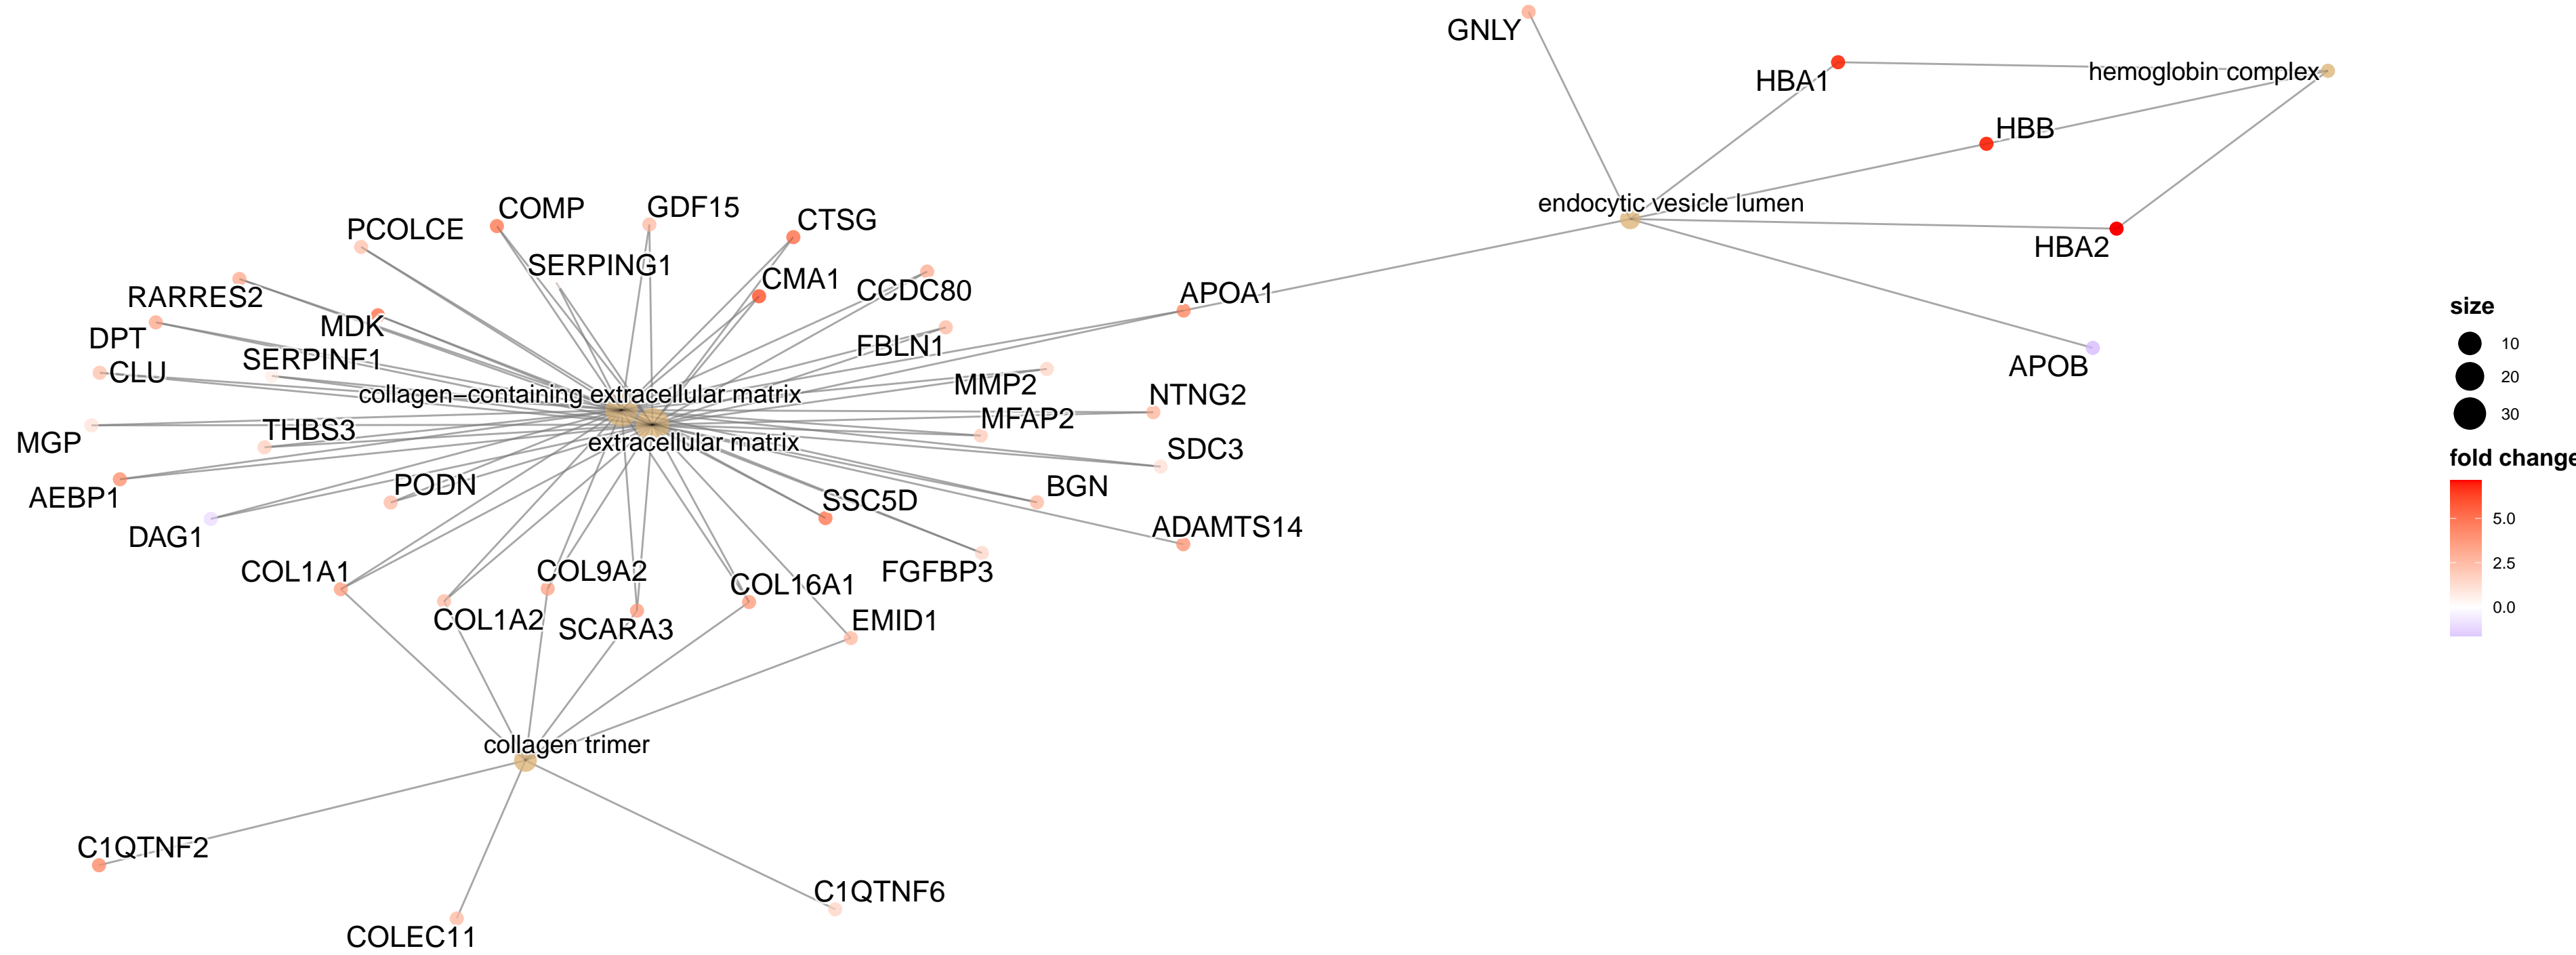 GNLY
HBA1
hemoglobin complex
HBB
endocytic vesicle lumen
HBA2
APOB
COMP
GDF15
CTSG
PCOLCE
SERPING1
CMA1
CCDC80
RARRES2
APOA1
MDK
DPT
FBLN1
SERPINF1
CLU
MMP2
collagen−containing extracellular matrix
NTNG2
MFAP2
THBS3
MGP
extracellular matrix
SDC3
PODN
BGN
AEBP1
SSC5D
DAG1
ADAMTS14
COL1A1
COL9A2
FGFBP3
COL16A1
COL1A2
SCARA3
EMID1
collagen trimer
C1QTNF2
C1QTNF6
COLEC11
size
10
20
30
fold change
5.0
2.5
0.0